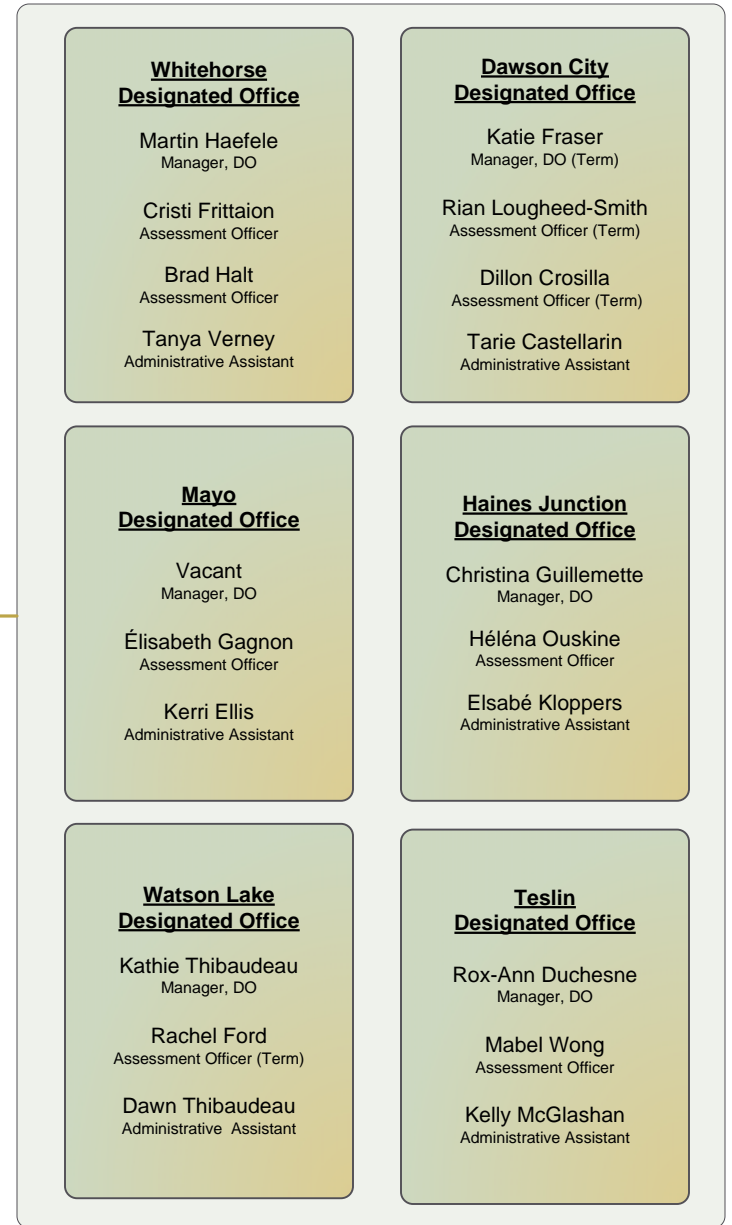 Whitehorse
Designated Office
Martin Haefele
Manager, DO
Cristi Frittaion
Assessment Officer
Brad Halt
Assessment Officer
Tanya Verney
Administrative Assistant
Dawson City
Designated Office
Katie Fraser
Manager, DO (Term)
Rian Lougheed-Smith
Assessment Officer (Term)
Dillon Crosilla
Assessment Officer (Term)
Tarie Castellarin
Administrative Assistant
Mayo
Designated Office
Vacant
Manager, DO
Élisabeth Gagnon
Assessment Officer
Kerri Ellis
Administrative Assistant
Haines Junction
Designated Office
Christina Guillemette
Manager, DO
Héléna Ouskine
Assessment Officer
Elsabé Kloppers
Administrative Assistant
Watson Lake
Designated Office
Kathie Thibaudeau
Manager, DO
Rachel Ford
Assessment Officer (Term)
Dawn Thibaudeau
Administrative Assistant
Teslin
Designated Office
Rox-Ann Duchesne
Manager, DO
Mabel Wong
Assessment Officer
Kelly McGlashan
Administrative Assistant